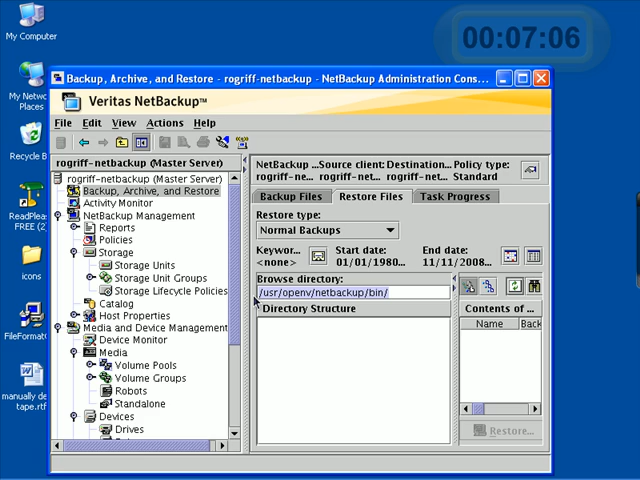 My Computer
00:07:06
My Netwo
Places
Recycle B
ReadPleas
FREE (2)
icons
FileFormat
manually de
tape.rtf
Backup, Archive, and Restore - rogriff-netbackup - NetBackup Administration Cons...
Veritas NetBackup™
File Edit View Actions Help
rogriff-netbackup (Master Server)
rogriff-netbackup (Master Server)
Backup, Archive, and Restore
Activity Monitor
NetBackup Management
Reports
Policies
Storage
Storage Units
Storage Unit Groups
Storage Lifecycle Policies
Catalog
Host Properties
Media and Device Management
Device Monitor
Media
Volume Pools
Volume Groups
Robots
Standalone
Devices
Drives
NetBackup ...Source client:Destination...Policy type:
rogriff-ne... rogriff-net... rogriff-net... Standard
Backup Files Restore Files Task Progress
Restore type:
Normal Backups
Keywor... Start date: End date:
<none> 01/01/1980... 11/11/2008...
Browse directory:
/usr/openv/netbackup/bin/
Directory Structure
Contents of ...
Name Back
Restore...